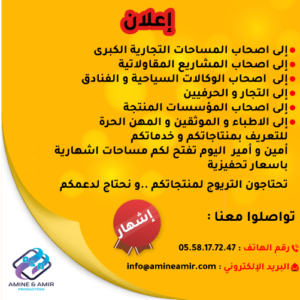 إعلان
إلى اصحاب المساحات التجارية الكبرى
إلى اصحاب المشاريع المقاولاتية
إلى اصحاب الوكالات السياحية و الفنادق
إلى التجار و الحرفيين
إلى اصحاب المؤسسات المنتجة
إلى الاطباء و الموثقين و المهن الحرة
للتعريف بمنتاجاتكم و خدماتكم
أمين و أمير اليوم تفتح لكم مساحات اشهارية
باسعار تحفيزية
تحتاجون التريوج لمنتجاتكم ..و نحتاج لدعمكم
إشهار
تواصلوا معنا :
رقم الهاتف : 05.58.17.72.47
البريد الإلكتروني : info@amineamir.com
AMINE & AMIR
PRODUCTION